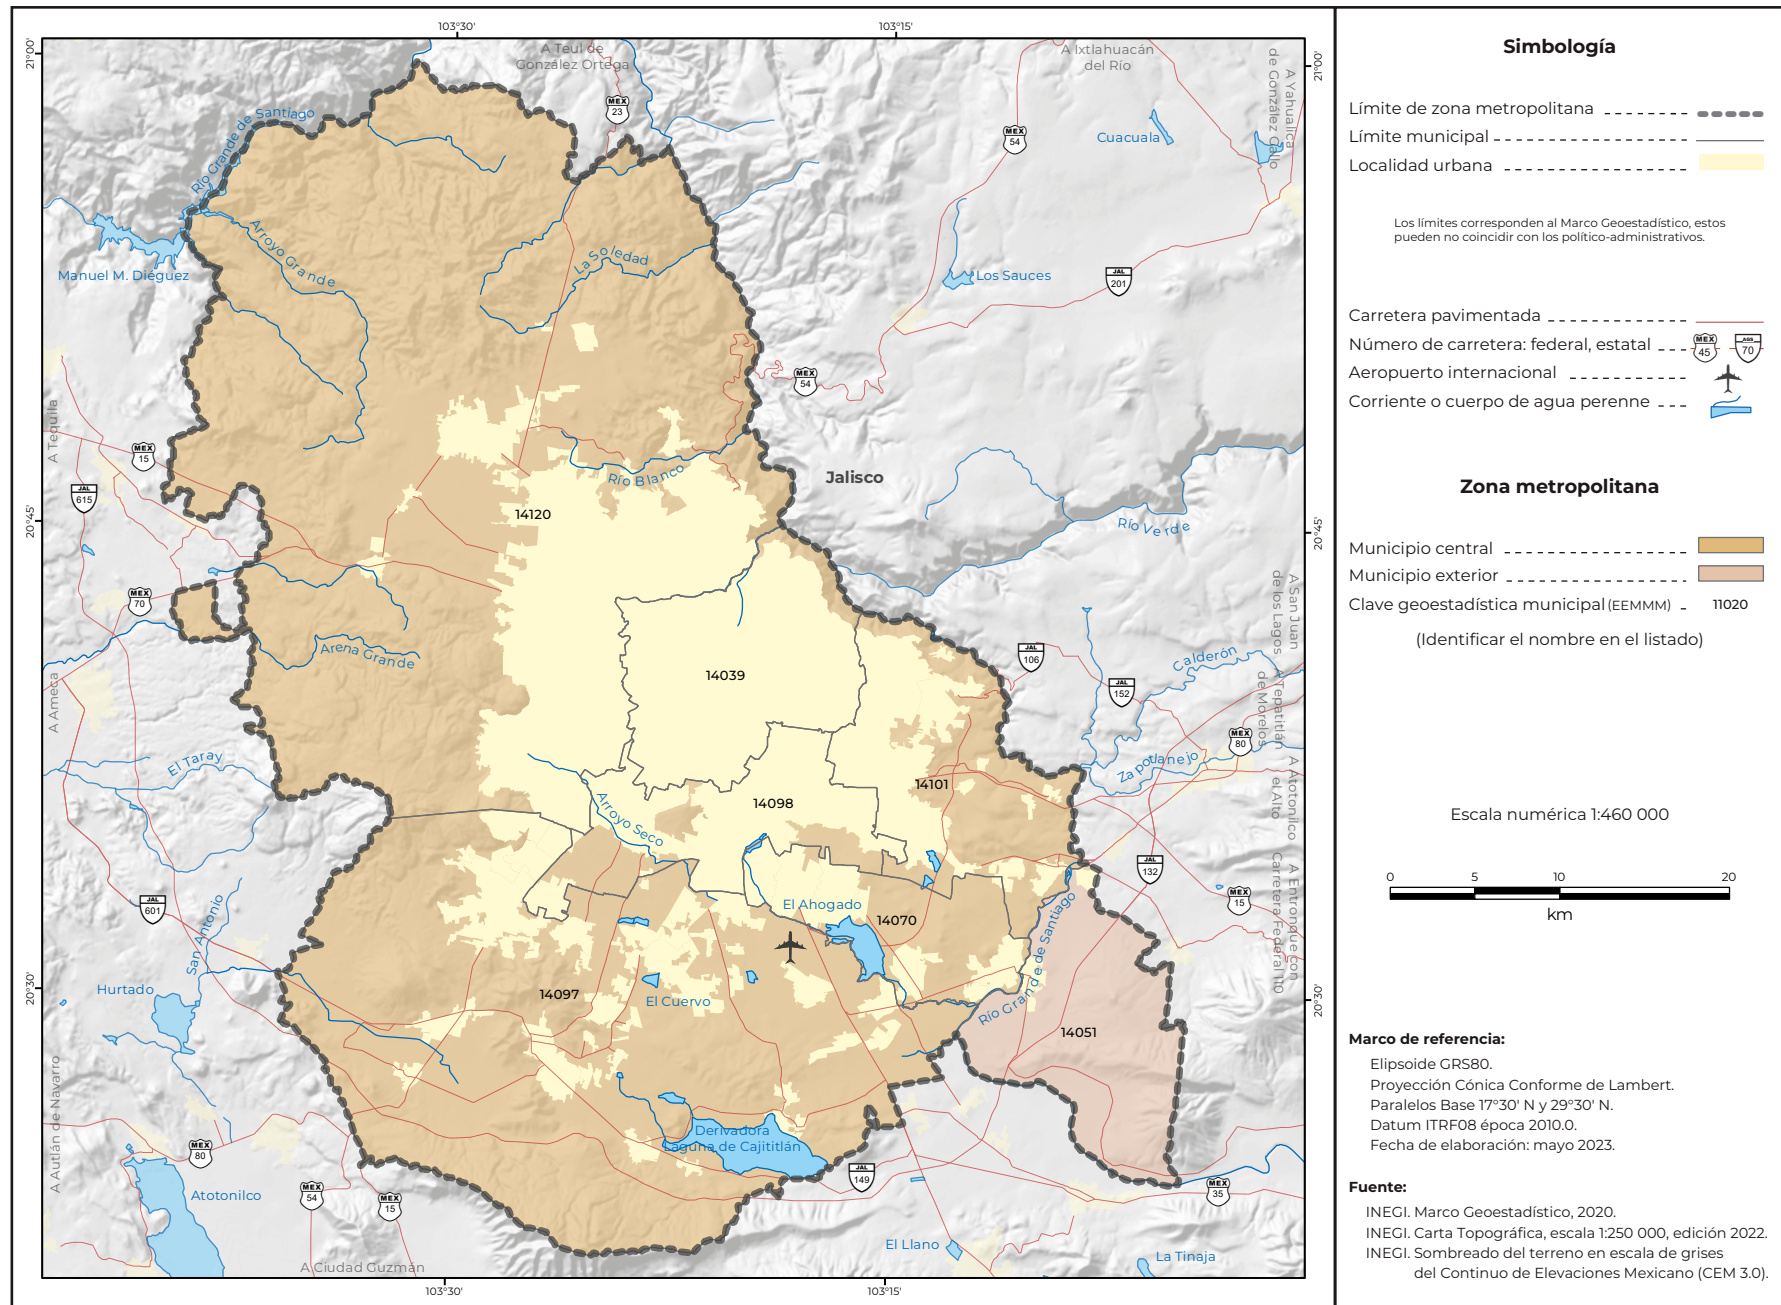 103°30'
103°15'
21°00'
21°00'
A Teul de
González Ortega
A Ixtlahuacán
del Río
A Yahualica
de González Gallo
MEX
23
MEX
54
Cuacuala
Río Grande de Santiago
Arroyo Grande
Manuel M. Diéguez
La Soledad
Los Sauces
JAL
201
MEX
54
A Tequila
MEX
15
JAL
615
Río Blanco
Jalisco
14120
20°45'
20°45'
Río Verde
MEX
70
A San Juan
de los Lagos
Arena Grande
JAL
106
Calderón
14039
JAL
152
A Tepatitlán
de Morelos
A Ameca
MEX
80
El Taray
Zapotlanejo
14101
14098
Arroyo Seco
A Atotonilco
el Alto
JAL
132
JAL
601
San Antonio
El Ahogado
14070
MEX
15
Río Grande de Santiago
A Entronque con
Carretera Federal 110
20°30'
20°30'
Hurtado
14097
El Cuervo
14051
A Autlán de Navarro
Derivadora
Laguna de Cajititlán
MEX
80
JAL
149
MEX
54
MEX
15
MEX
35
Atotonilco
El Llano
La Tinaja
A Ciudad Guzmán
103°30'
103°15'
Simbología
Límite de zona metropolitana
Límite municipal
Localidad urbana
Los límites corresponden al Marco Geoestadístico, estos
pueden no coincidir con los político-administrativos.
Carretera pavimentada
Número de carretera: federal, estatal
MEX
45
AGS
70
Aeropuerto internacional
Corriente o cuerpo de agua perenne
Zona metropolitana
Municipio central
Municipio exterior
Clave geoestadística municipal (EEMMM) 11020
(Identificar el nombre en el listado)
Escala numérica 1:460 000
0 5 10 20
km
Marco de referencia:
Elipsoide GRS80.
Proyección Cónica Conforme de Lambert.
Paralelos Base 17°30' N y 29°30' N.
Datum ITRF08 época 2010.0.
Fecha de elaboración: mayo 2023.
Fuente:
INEGI. Marco Geoestadístico, 2020.
INEGI. Carta Topográfica, escala 1:250 000, edición 2022.
INEGI. Sombreado del terreno en escala de grises
del Continuo de Elevaciones Mexicano (CEM 3.0).